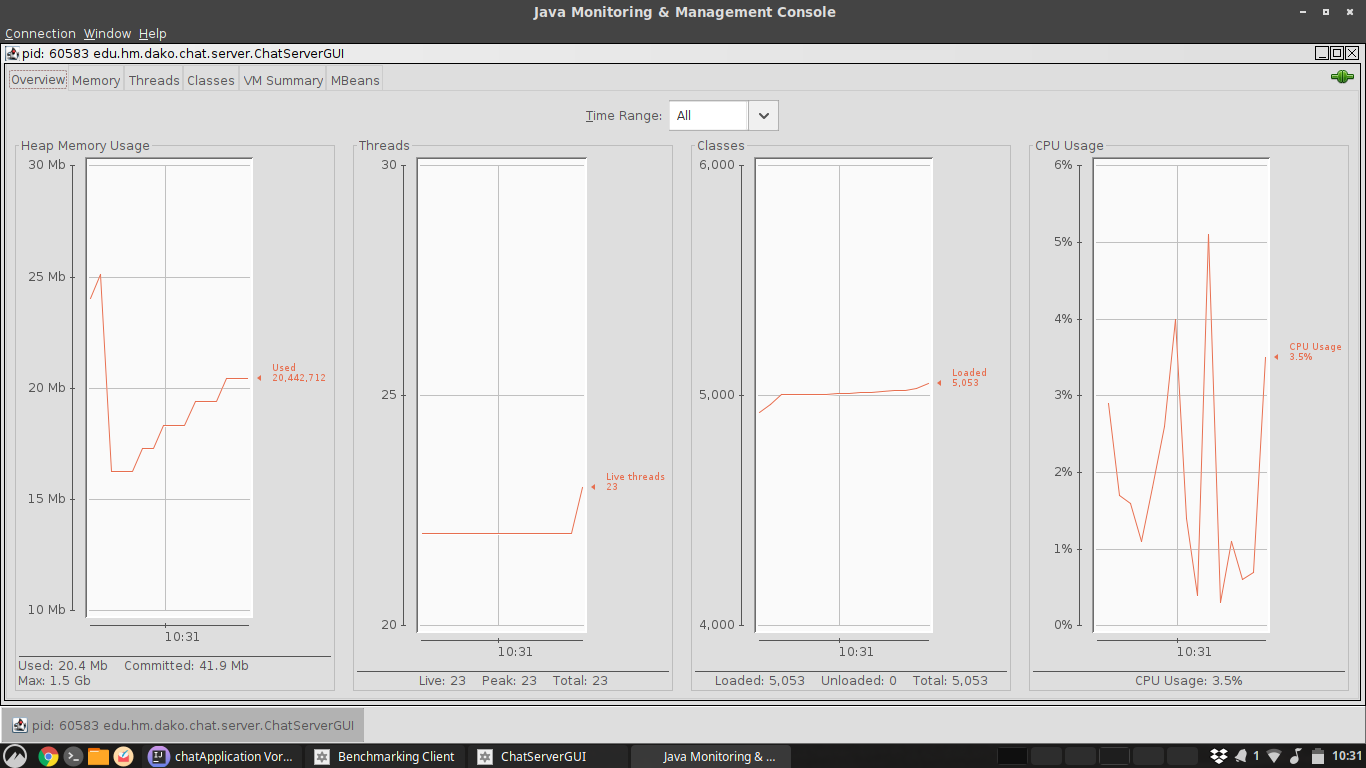 Java Monitoring & Management Console
Connection Window Help
pid: 60583 edu.hm.dako.chat.server.ChatServerGUI
Overview Memory Threads Classes VM Summary MBeans
Time Range: All
Heap Memory Usage
30 Mb
25 Mb
20 Mb
15 Mb
10 Mb
Used
20,442,712
10:31
Used: 20.4 Mb Committed: 41.9 Mb
Max: 1.5 Gb
Threads
30
25
20
Live threads
23
10:31
Live: 23 Peak: 23 Total: 23
Classes
6,000
5,000
4,000
Loaded
5,053
10:31
Loaded: 5,053 Unloaded: 0 Total: 5,053
CPU Usage
6%
5%
4%
3%
2%
1%
0%
CPU Usage
3.5%
10:31
CPU Usage: 3.5%
pid: 60583 edu.hm.dako.chat.server.ChatServerGUI
chatApplication Vor... Benchmarking Client ChatServerGUI Java Monitoring & ... 1 10:31